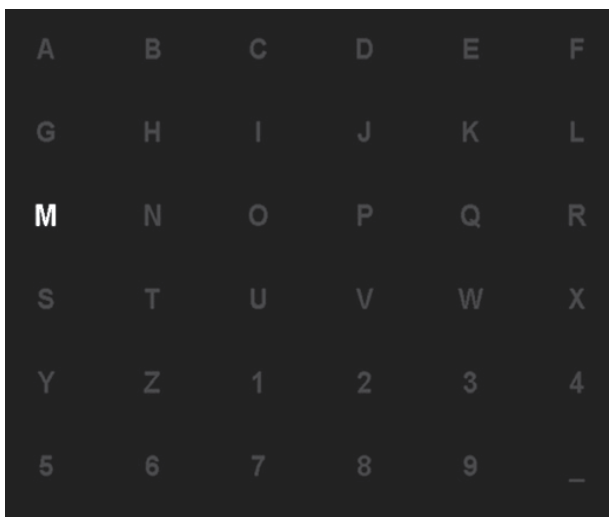 A B C D E F
G H I J K L
M N O P Q R
S T U V W X
Y Z 1 2 3 4
5 6 7 8 9 _